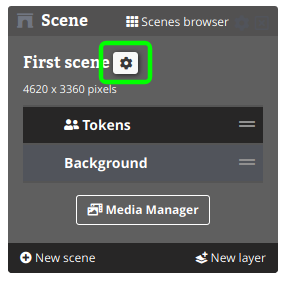 Scene
Scenes browser
First scene
4620 x 3360 pixels
Tokens
Background
Media Manager
New scene
New layer